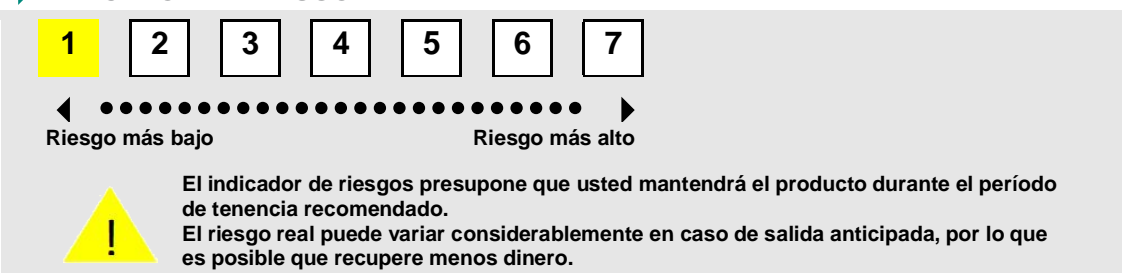 1 2 3 4 5 6 7
Riesgo más bajo Riesgo más alto
El indicador de riesgos presupone que usted mantendrá el producto durante el período
de tenencia recomendado.
El riesgo real puede variar considerablemente en caso de salida anticipada, por lo que
es posible que recupere menos dinero.
!